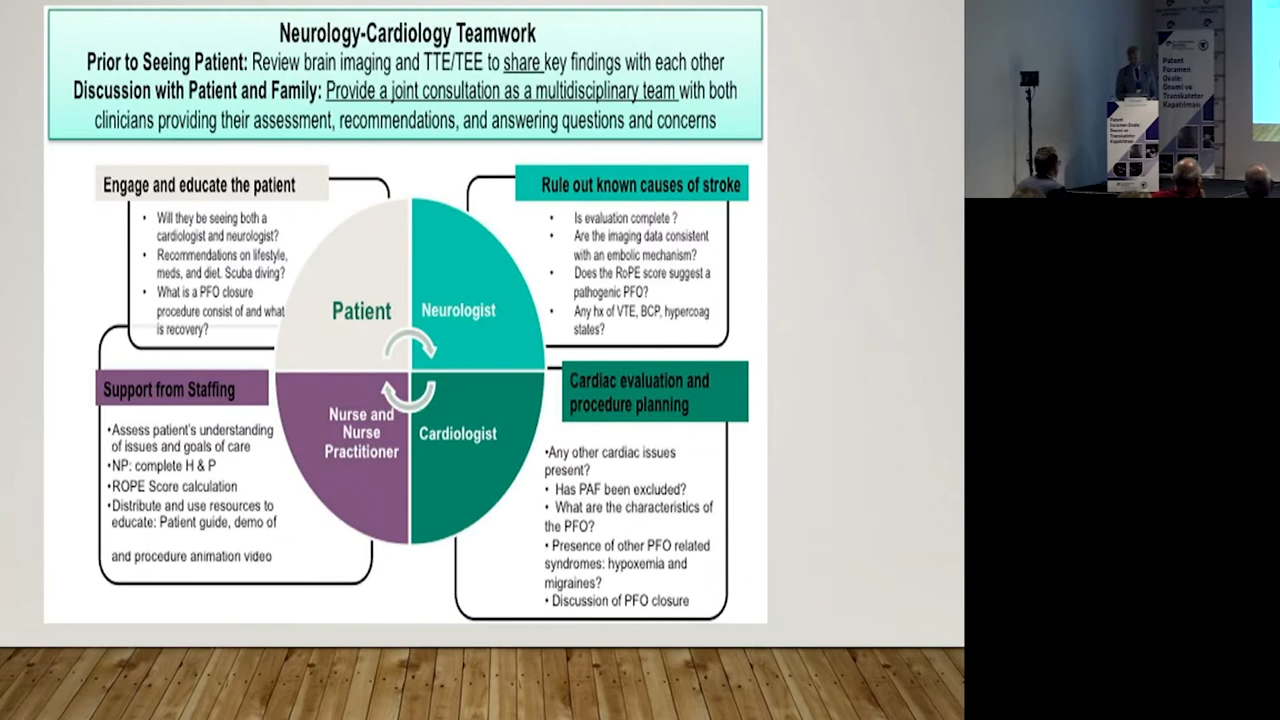 Neurology-Cardiology Teamwork
Prior to Seeing Patient: Review brain imaging and TTE/TEE to share key findings with each other
Discussion with Patient and Family: Provide a joint consultation as a multidisciplinary team with both
clinicians providing their assessment, recommendations, and answering questions and concerns
Engage and educate the patient
• Will they be seeing both a
cardiologist and neurologist?
• Recommendations on lifestyle,
meds, and diet. Scuba diving?
• What is a PFO closure
procedure consist of and what
is recovery?
Rule out known causes of stroke
• Is evaluation complete ?
• Are the imaging data consistent
with an embolic mechanism?
• Does the RoPE score suggest a
pathogenic PFO?
• Any hx of VTE, BCP, hypercoag
states?
Patient
Neurologist
Nurse and
Nurse
Practitioner
Cardiologist
Support from Staffing
•Assess patient's understanding
of issues and goals of care
•NP: complete H & P
•ROPE Score calculation
•Distribute and use resources to
educate: Patient guide, demo of
and procedure animation video
Cardiac evaluation and
procedure planning
•Any other cardiac issues
present?
• Has PAF been excluded?
• What are the characteristics of
the PFO?
• Presence of other PFO related
syndromes: hypoxemia and
migraines?
• Discussion of PFO closure
Patent
Foramen
Ovale:
Önemi ve
Transkateter
Kapatılması
Patent
Foramen Ovale:
Önemi ve
Transkateter
Kapatılması